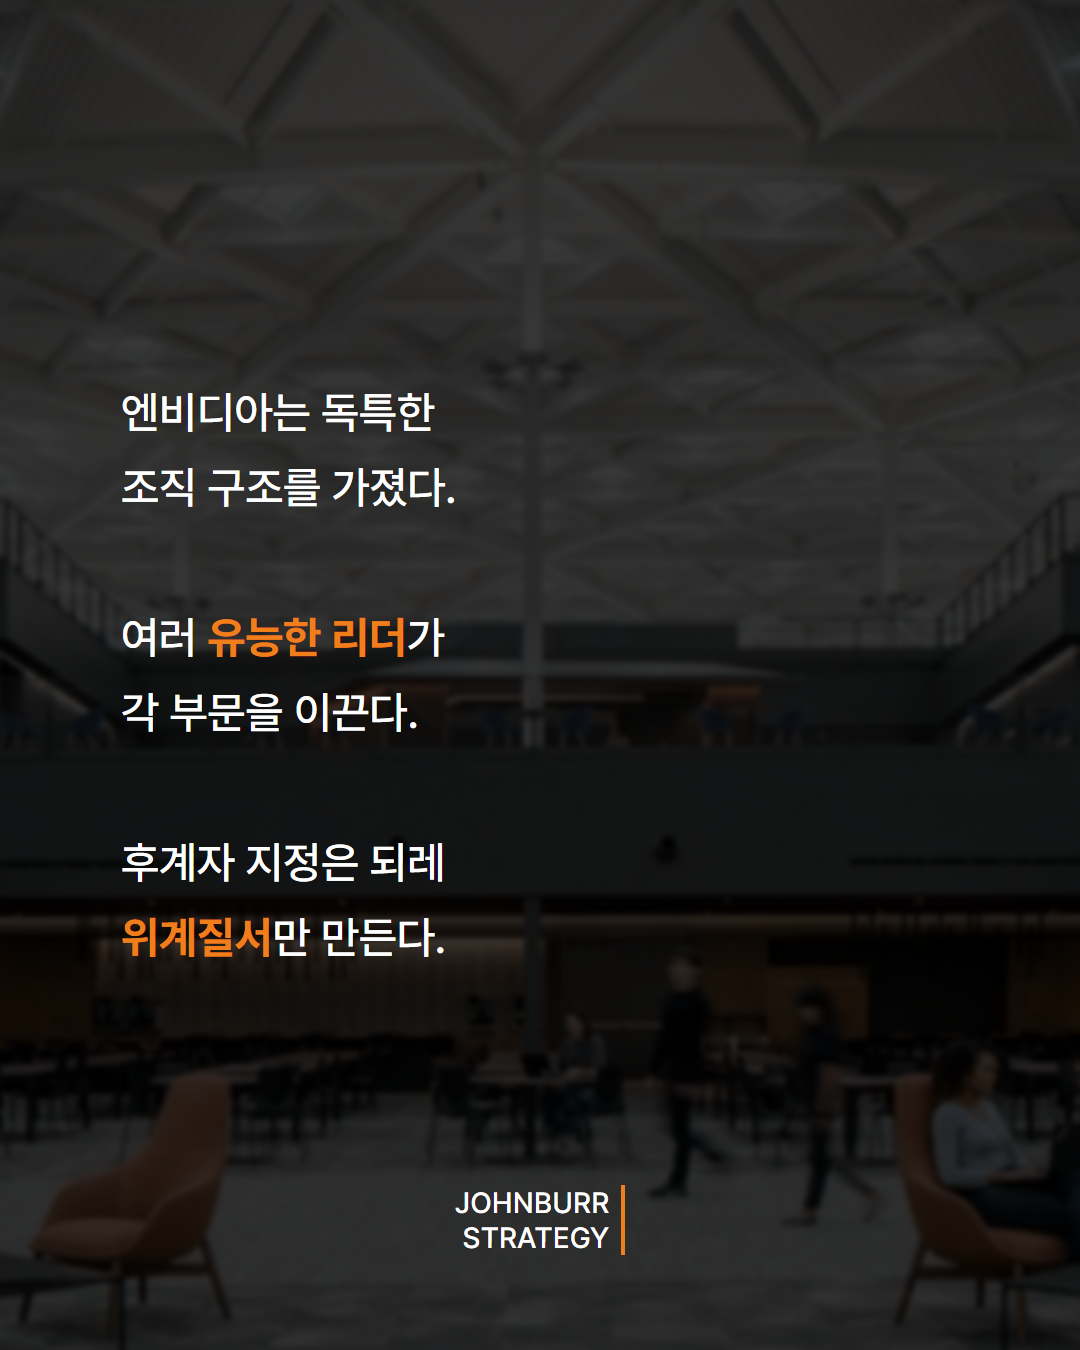 엔비디아는 독특한
조직 구조를 가졌다.
여러 유능한 리더가
각 부문을 이끈다.
후계자 지정은 되레
위계질서만 만든다.
JOHNBURR
STRATEGY